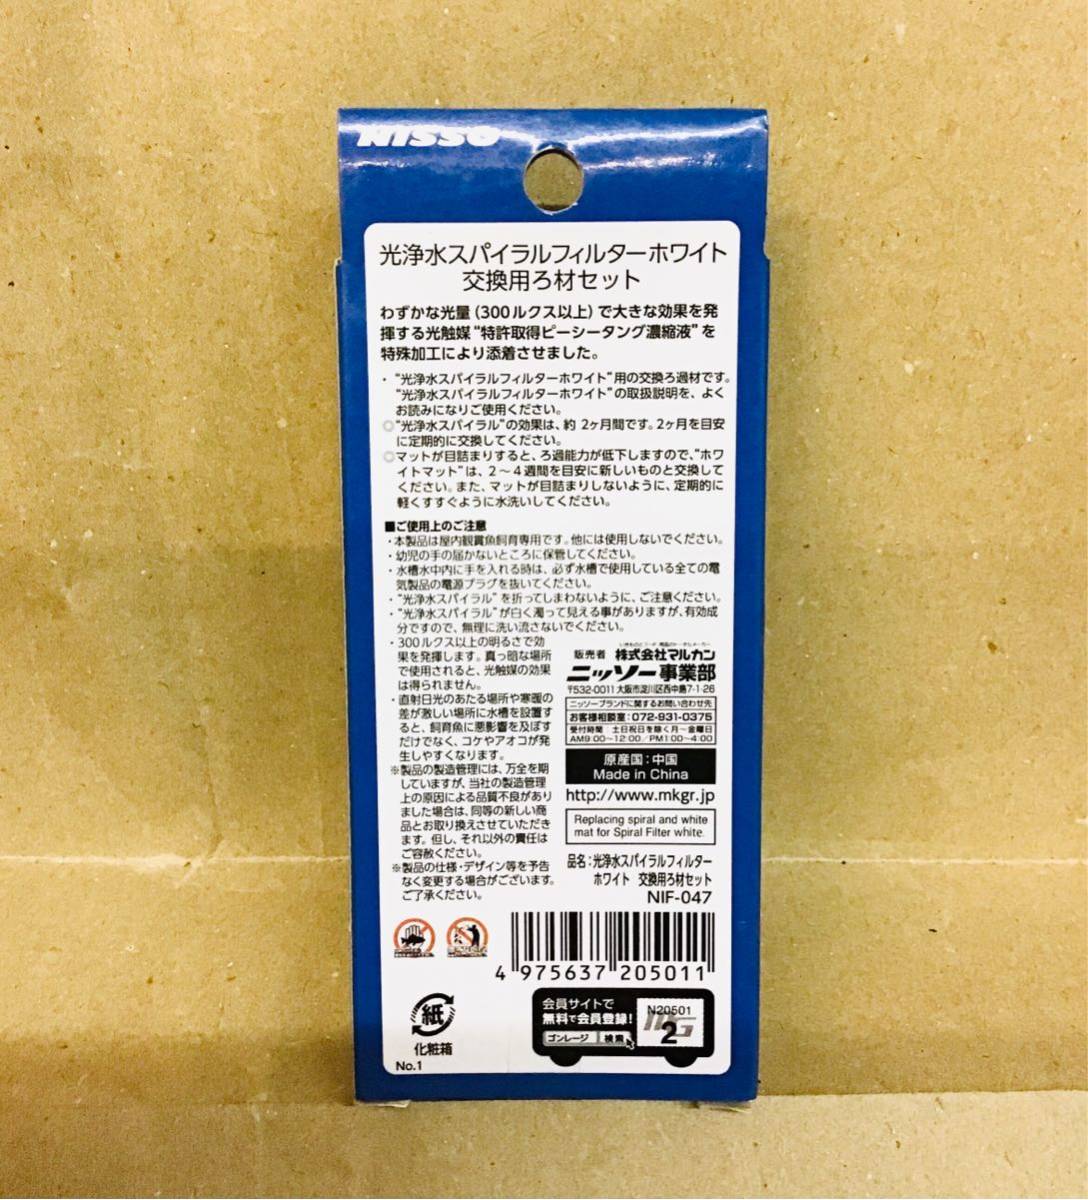 NISSO
光浄水スパイラルフィルターホワイト
交換用ろ材セット
わずかな光量（300ルクス以上）で大きな効果を発
揮する光触媒“特許取得ピーシータング濃縮液”を
特殊加工により添着させました。
・“光浄水スパイラルフィルターホワイト”用の交換ろ過材です。
“光浄水スパイラルフィルターホワイト”の取扱説明を、よく
お読みになりご使用ください。
◎“光浄水スパイラル”の効果は、約 2ヶ月間です。2ヶ月を目安
に定期的に交換してください。
◎マットが目詰まりすると、ろ過能力が低下しますので、“ホワ
イトマット”は、2～4週間を目安に新しいものと交換して
ください。また、マットが目詰まりしないように、定期的に
軽くすすぐように水洗いしてください。
■ご使用上のご注意
・本製品は屋内観賞魚飼育専用です。他には使用しないでください。
・幼児の手の届かないところに保管してください。
・水槽水中内に手を入れる時は、必ず水槽で使用している全ての電
気製品の電源プラグを抜いてください。
・“光浄水スパイラル”を折ってしまわないように、ご注意ください。
・“光浄水スパイラル”が白く濁って見える事がありますが、有効成
分ですので、無理に洗い流さないでください。
・300ルクス以上の明るさで効
果を発揮します。真っ暗な場所
で使用されると、光触媒の効果
は得られません。
・直射日光のあたる場所や寒暖の
差が激しい場所に水槽を設置す
ると、飼育魚に悪影響を及ぼす
だけでなく、コケやアオコが発
生しやすくなります。
※製品の製造管理には、万全を期
していますが、当社の製造管理
上の原因による品質不良があり
ました場合は、同等の新しい商
品とお取り換えさせていただき
ます。但し、それ以外の責任は
ご容赦ください。
※製品の仕様・デザイン等を予告
なく変更する場合がございます。
ご了承ください。
販売者 株式会社マルカン
ニッソー事業部
〒532-0011 大阪市淀川区西中島7-1-26
ニッソーブランドに関するお問い合わせ先
お客様相談室：072-931-0375
受付時間 土日祝日を除く月～金曜日
AM9:00～12:00／PM1:00～4:00
原産国：中国
Made in China
http://www.mkgr.jp
Replacing spiral and white
mat for Spiral Filter white.
品名：光浄水スパイラルフィルター
ホワイト 交換用ろ材セット
NIF-047
4 975637 205011
紙
化粧箱
No.1
会員サイトで
無料で会員登録！
ゴンレージ 検索
N20501
2